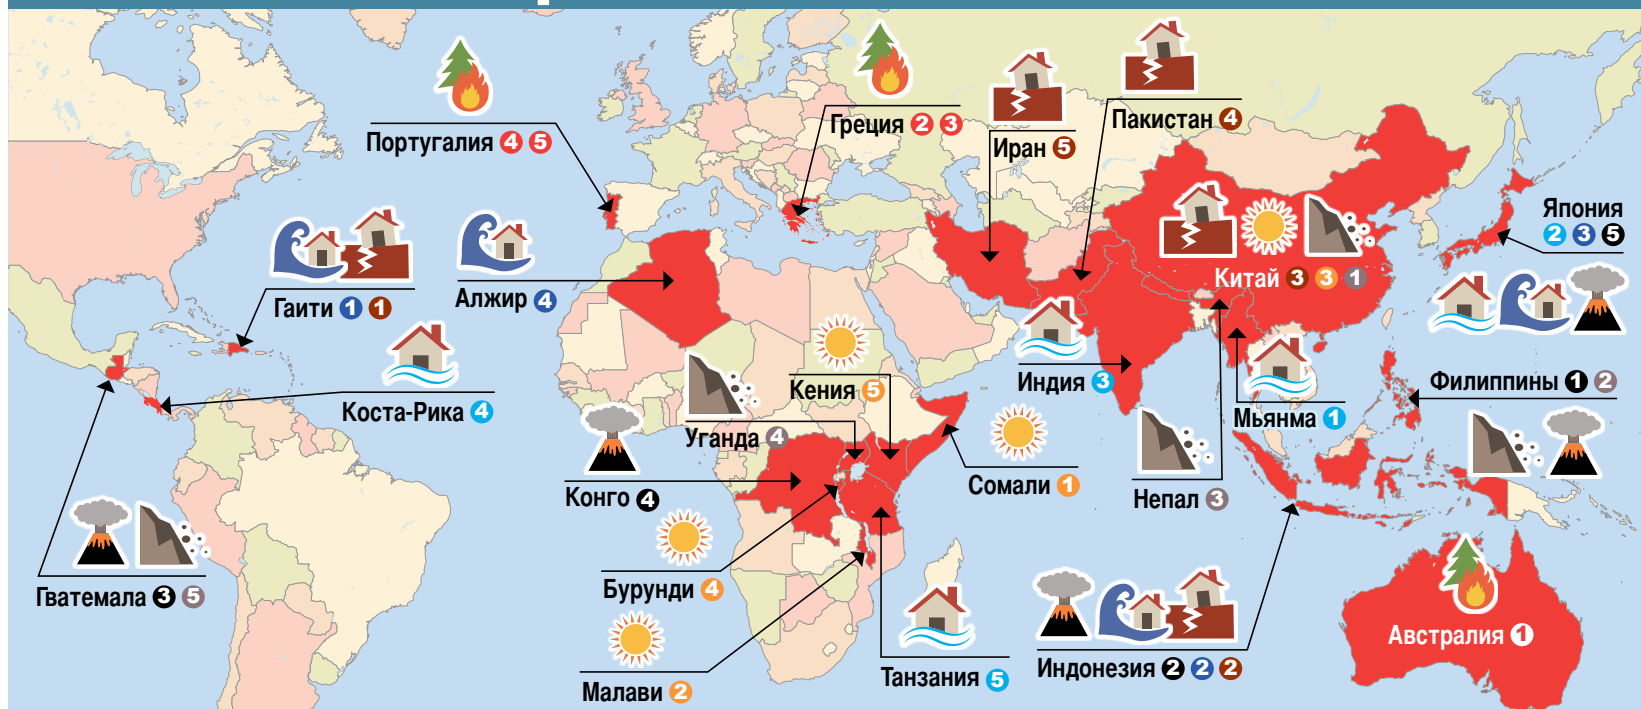 Пакистан 4
Греция 2 3
Португалия 4 5
Иран 5
Япония
2 3 5
Китай 3 3 1
Гаити 1 1
Алжир 4
Индия 3
Кения 5
Филиппины 1 2
Коста-Рика 4
Мьянма 1
Уганда 4
Сомали 1
Конго 4
Непал 3
Бурунди 4
Гватемала 3 5
Австралия 1
Индонезия 2 2 2
Танзания 5
Малави 2